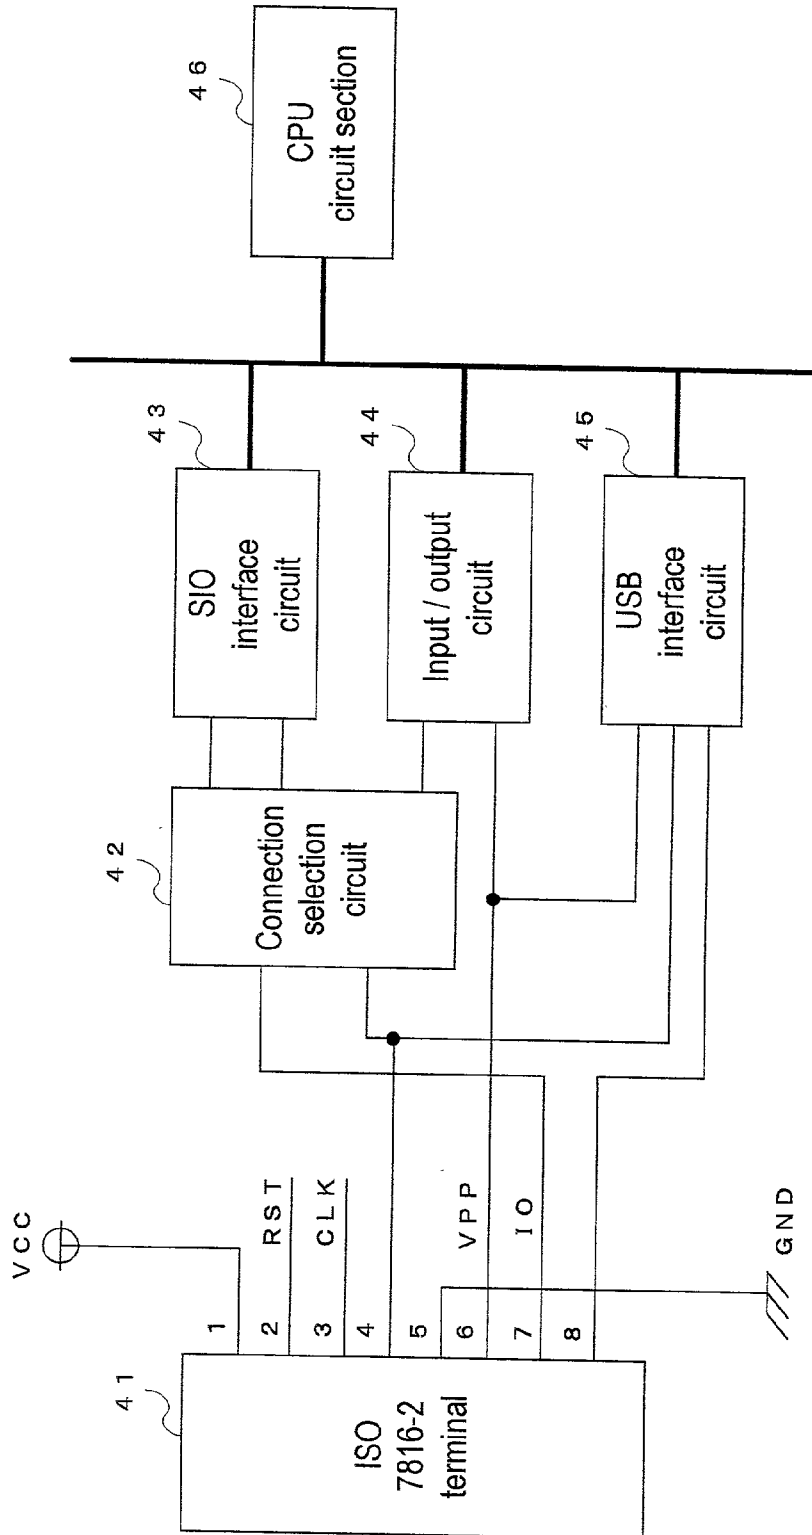 VCC
41
ISO
7816-2
terminal
1
2
RST
3
CLK
4
5
6
VPP
7
IO
8
GND
42
Connection
selection
circuit
43
SIO
interface
circuit
44
Input / output
circuit
45
USB
interface
circuit
46
CPU
circuit section